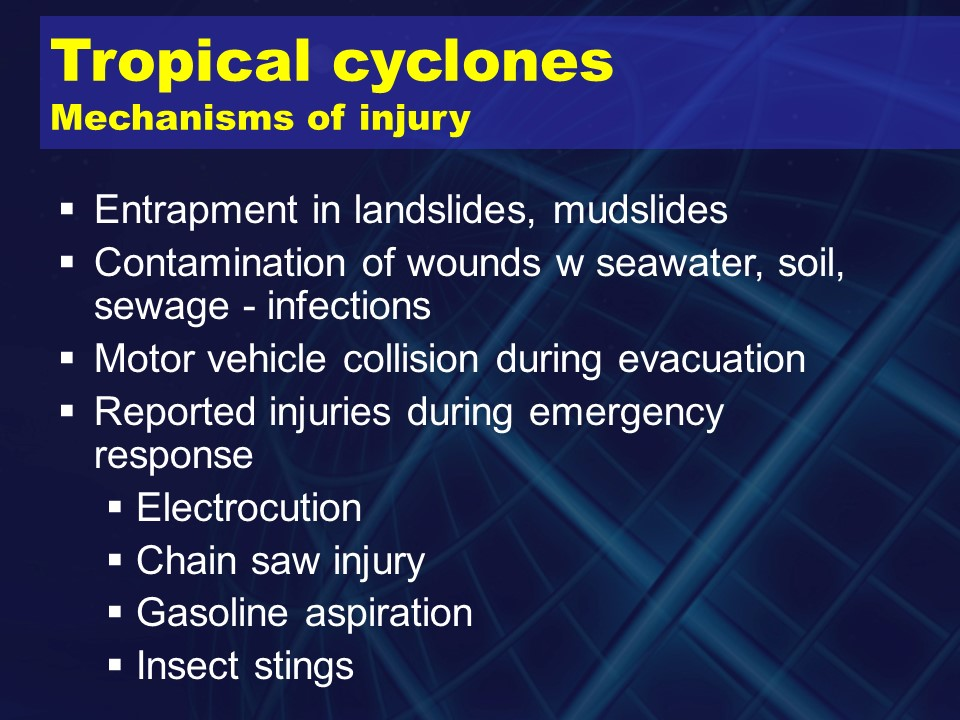 Tropical cyclones
Mechanisms of injury
▪ Entrapment in landslides, mudslides
▪ Contamination of wounds w seawater, soil,
sewage - infections
▪ Motor vehicle collision during evacuation
▪ Reported injuries during emergency
response
▪ Electrocution
▪ Chain saw injury
▪ Gasoline aspiration
▪ Insect stings